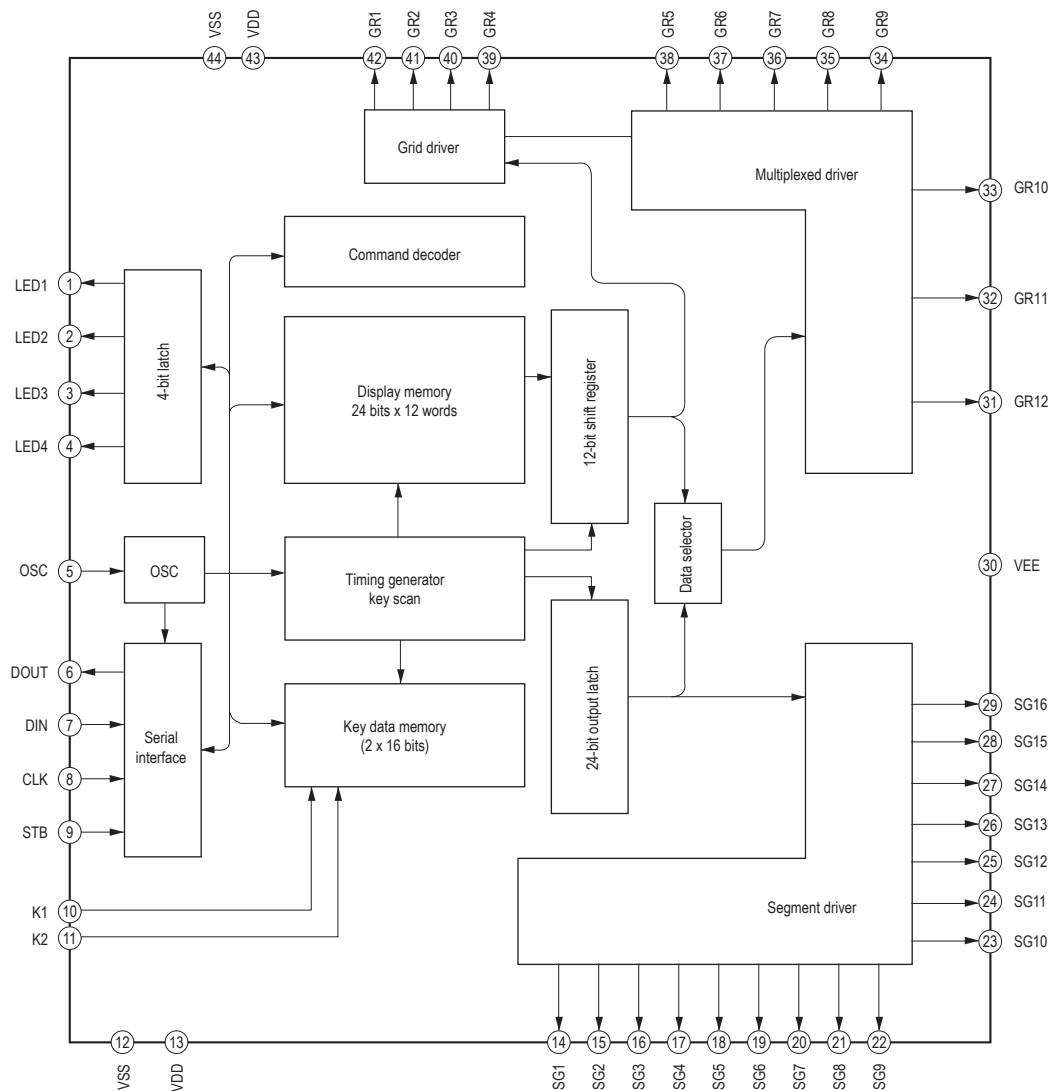 VSS
VDD
GR1
GR2
GR3
GR4
GR5
GR6
GR7
GR8
GR9
44
43
42
41
40
39
38
37
36
35
34
Grid driver
Multiplexed driver
33
GR10
Command decoder
LED1
1
32
GR11
LED2
2
4-bit latch
Display memory
24 bits x 12 words
12-bit shift register
LED3
3
31
GR12
LED4
4
Data selector
OSC
5
OSC
Timing generator
key scan
30
VEE
DOUT
6
DIN
7
Serial
interface
CLK
8
STB
9
Key data memory
(2 x 16 bits)
24-bit output latch
29
SG16
28
SG15
27
SG14
26
SG13
25
SG12
24
SG11
23
SG10
Segment driver
K1
10
K2
11
12
13
14
15
16
17
18
19
20
21
22
VSS
VDD
SG1
SG2
SG3
SG4
SG5
SG6
SG7
SG8
SG9